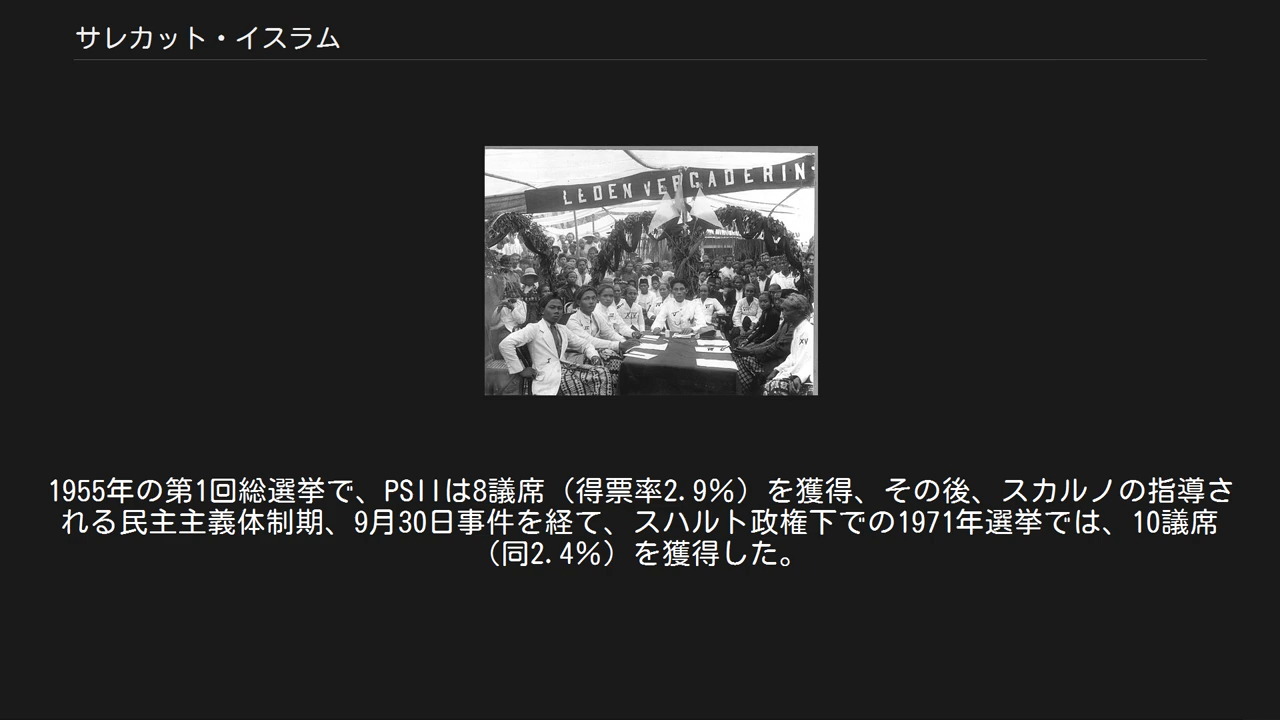 サレカット・イスラム
LEDEN VERGADERIN
XV
1955年の第1回総選挙で、PSIIは8議席（得票率2.9％）を獲得、その後、スカルノの指導さ
れる民主主義体制期、9月30日事件を経て、スハルト政権下での1971年選挙では、10議席
（同2.4％）を獲得した。